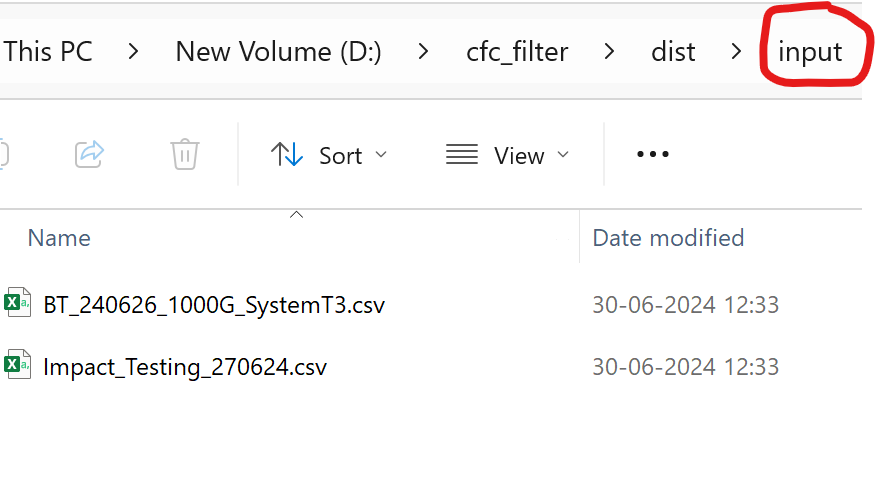 This PC > New Volume (D:) > cfc_filter > dist > input
Sort View •••
Name Date modified
BT_240626_1000G_SystemT3.csv 30-06-2024 12:33
Impact_Testing_270624.csv 30-06-2024 12:33